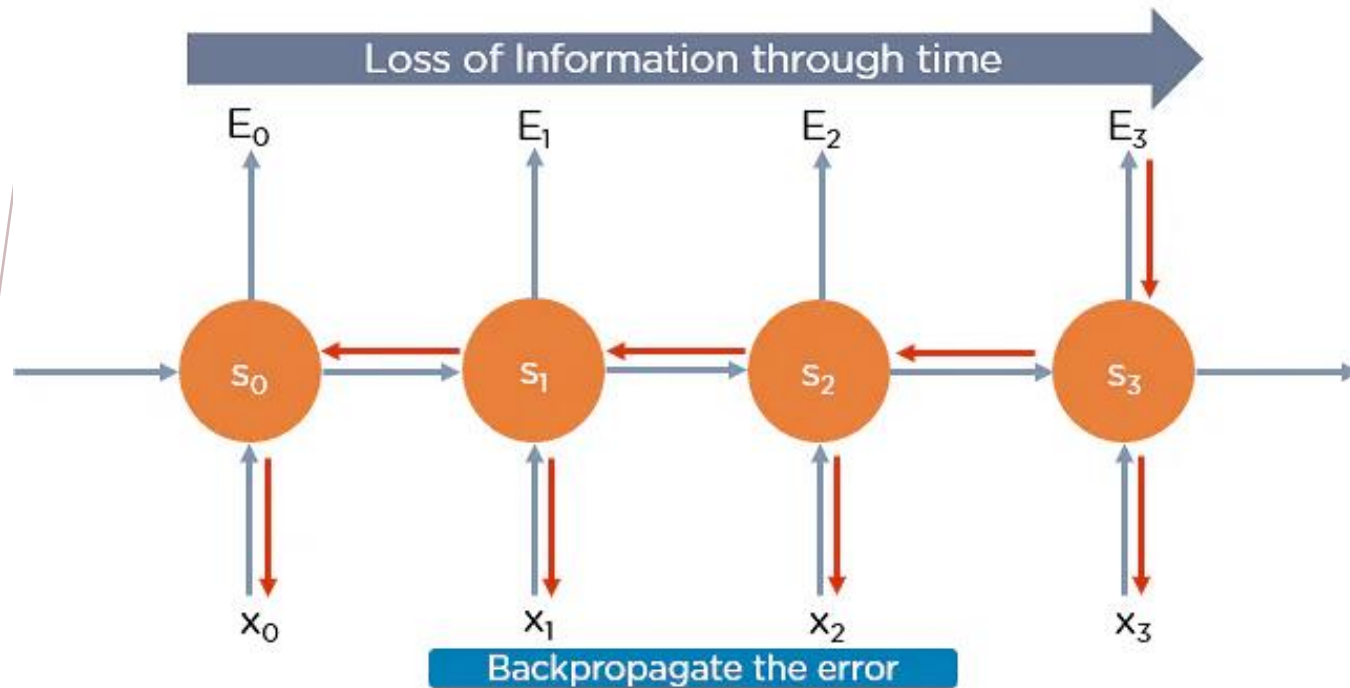 Loss of Information through time
E₀ E₁ E₂ E₃
s₀ s₁ s₂ s₃
x₀ x₁ x₂ x₃
Backpropagate the error